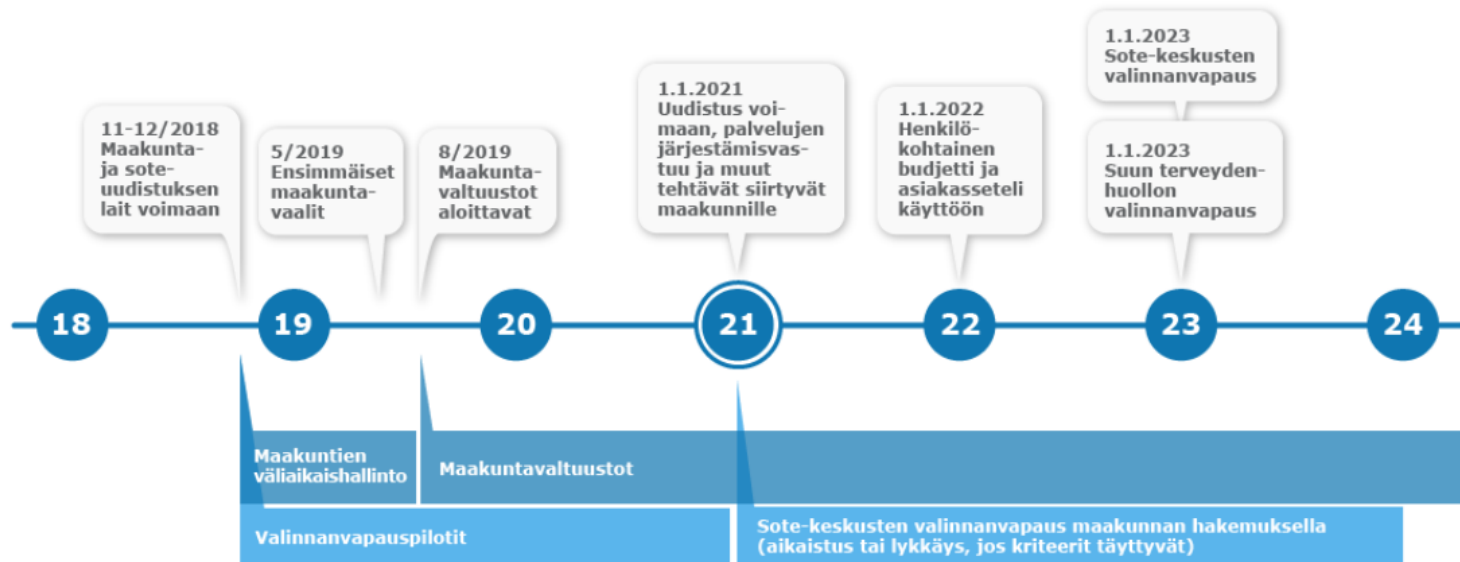 11-12/2018
Maakunta-
ja sote-
uudistuksen
lait voimaan
5/2019
Ensimmäiset
maakunta-
vaalit
8/2019
Maakunta-
valtuustot
aloittavat
1.1.2021
Uudistus voi-
maan, palvelujen
järjestämisvas-
tuu ja muut
tehtävät siirtyvät
maakunnille
1.1.2022
Henkilö-
kohtainen
budjetti ja
asiakasseteli
käyttöön
1.1.2023
Sote-keskusten
valinnanvapaus
1.1.2023
Suun terveyden-
huollon
valinnanvapaus
18
19
20
21
22
23
24
Maakuntien
väliaikaishallinto
Maakuntavaltuustot
Valinnanvapauspilotit
Sote-keskusten valinnanvapaus maakunnan hakemuksella
(aikaistus tai lykkäys, jos kriteerit täyttyvät)